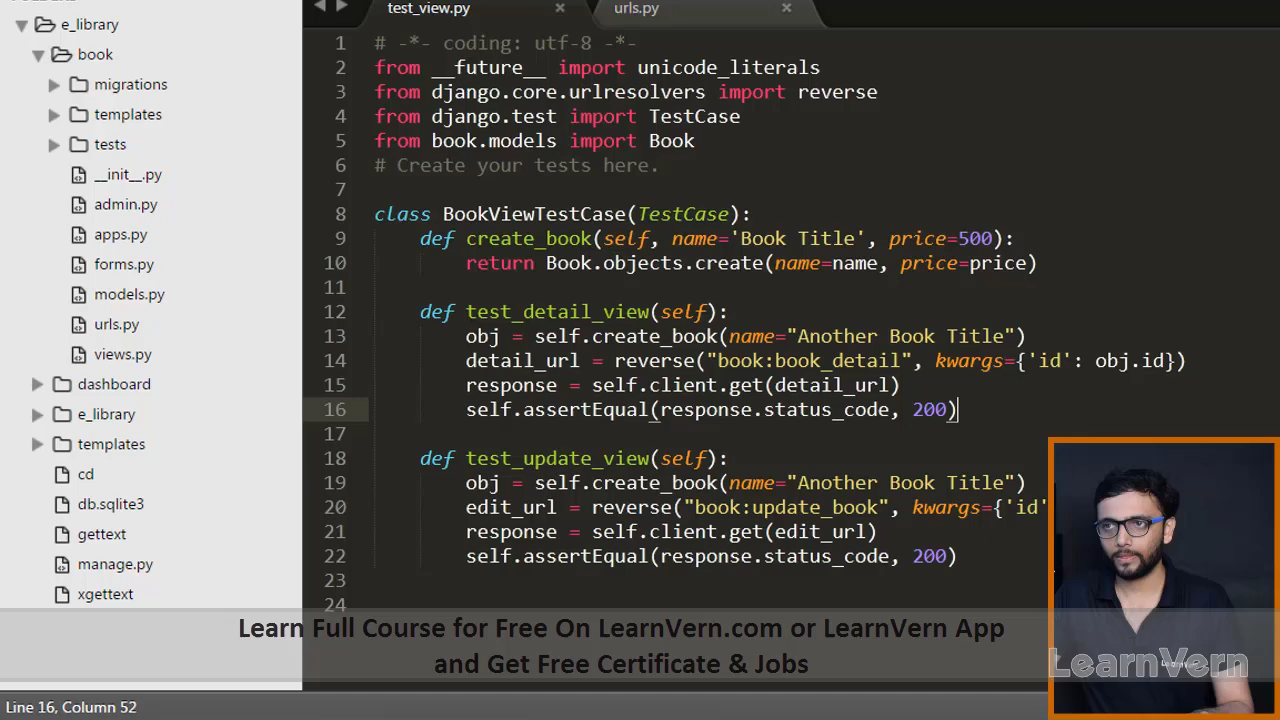 test_view.py
urls.py
e_library
book
migrations
templates
tests
__init__.py
admin.py
apps.py
forms.py
models.py
urls.py
views.py
dashboard
e_library
templates
cd
db.sqlite3
gettext
manage.py
xgettext
1 # -*- coding: utf-8 -*-
2 from __future__ import unicode_literals
3 from django.core.urlresolvers import reverse
4 from django.test import TestCase
5 from book.models import Book
6 # Create your tests here.
7
8 class BookViewTestCase(TestCase):
9 def create_book(self, name='Book Title', price=500):
10 return Book.objects.create(name=name, price=price)
11
12 def test_detail_view(self):
13 obj = self.create_book(name="Another Book Title")
14 detail_url = reverse("book:book_detail", kwargs={'id': obj.id})
15 response = self.client.get(detail_url)
16 self.assertEqual(response.status_code, 200)
17
18 def test_update_view(self):
19 obj = self.create_book(name="Another Book Title")
20 edit_url = reverse("book:update_book", kwargs={'id'
21 response = self.client.get(edit_url)
22 self.assertEqual(response.status_code, 200)
23
24
Learn Full Course for Free On LearnVern.com or LearnVern App
and Get Free Certificate & Jobs
LearnVern
Line 16, Column 52